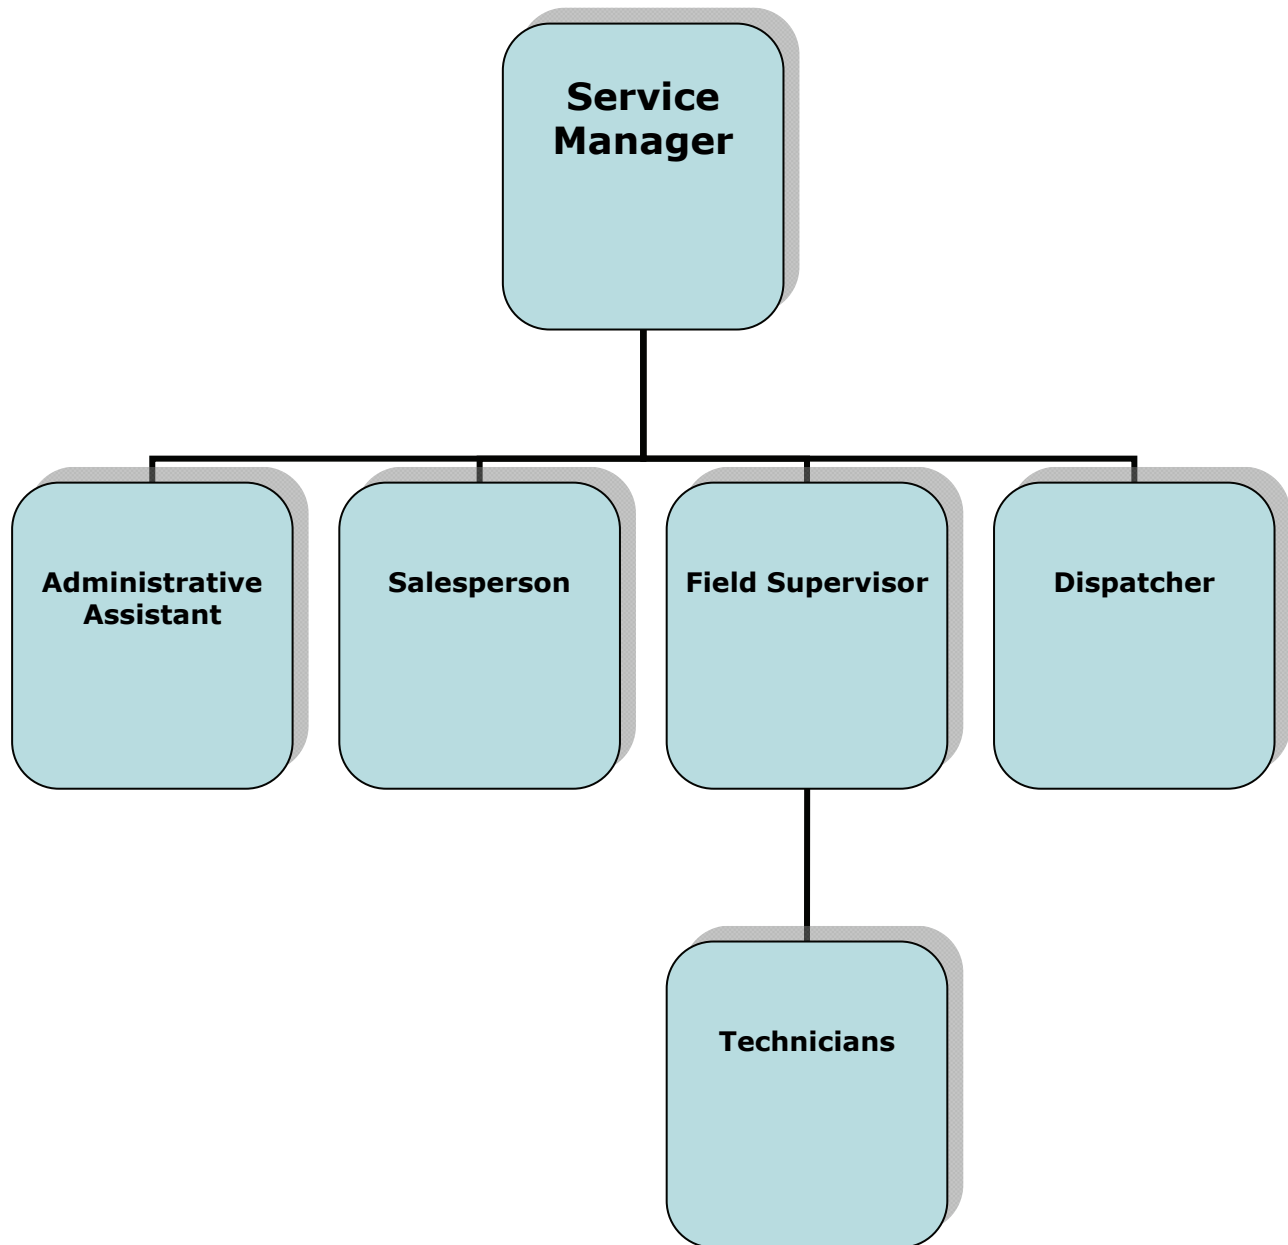 Service
Manager
Administrative
Assistant
Salesperson
Field Supervisor
Dispatcher
Technicians